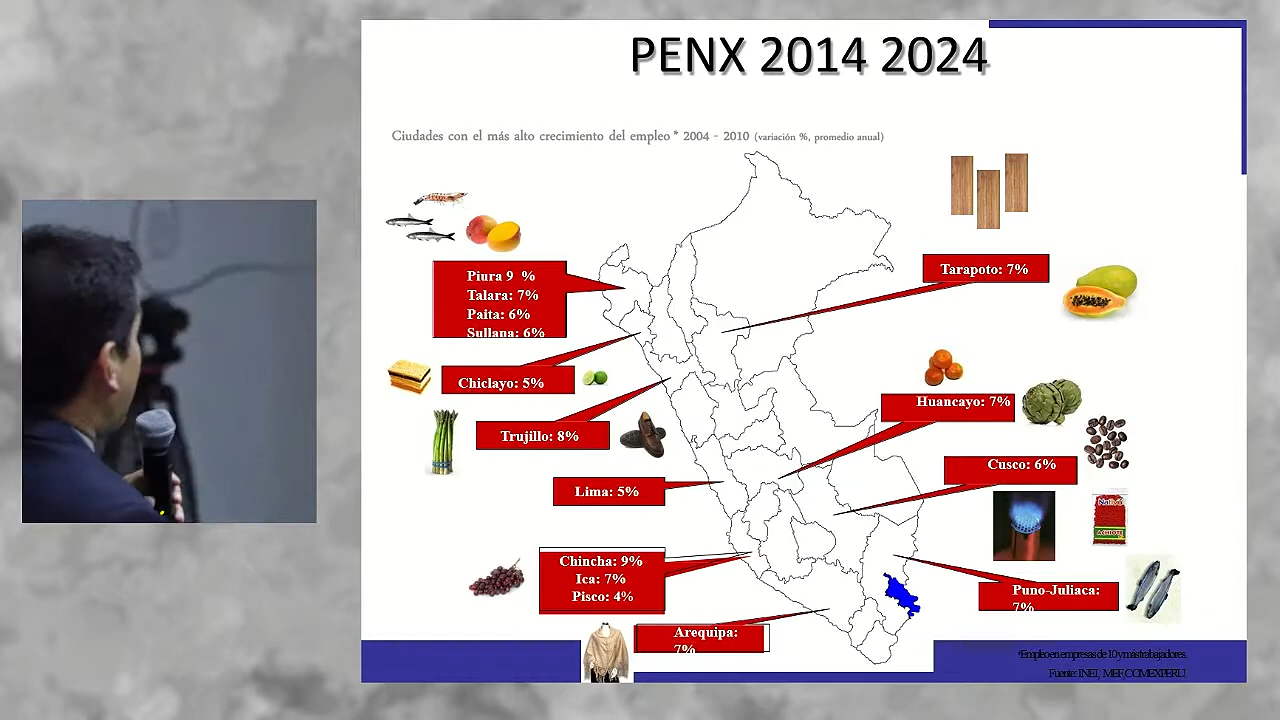 PENX 2014 2024
Ciudades con el más alto crecimiento del empleo * 2004 - 2010 (variación %, promedio anual)
Piura 9 %
Talara: 7%
Paita: 6%
Sullana: 6%
Tarapoto: 7%
Chiclayo: 5%
Huancayo: 7%
Trujillo: 8%
Cusco: 6%
Lima: 5%
ACHIOTE
Chincha: 9%
Ica: 7%
Pisco: 4%
Puno-Juliaca:
7%
Arequipa:
7%
*Empleo en empresas de 10 y más trabajadores.
Fuente: INEI, MEF, COMEXPERU